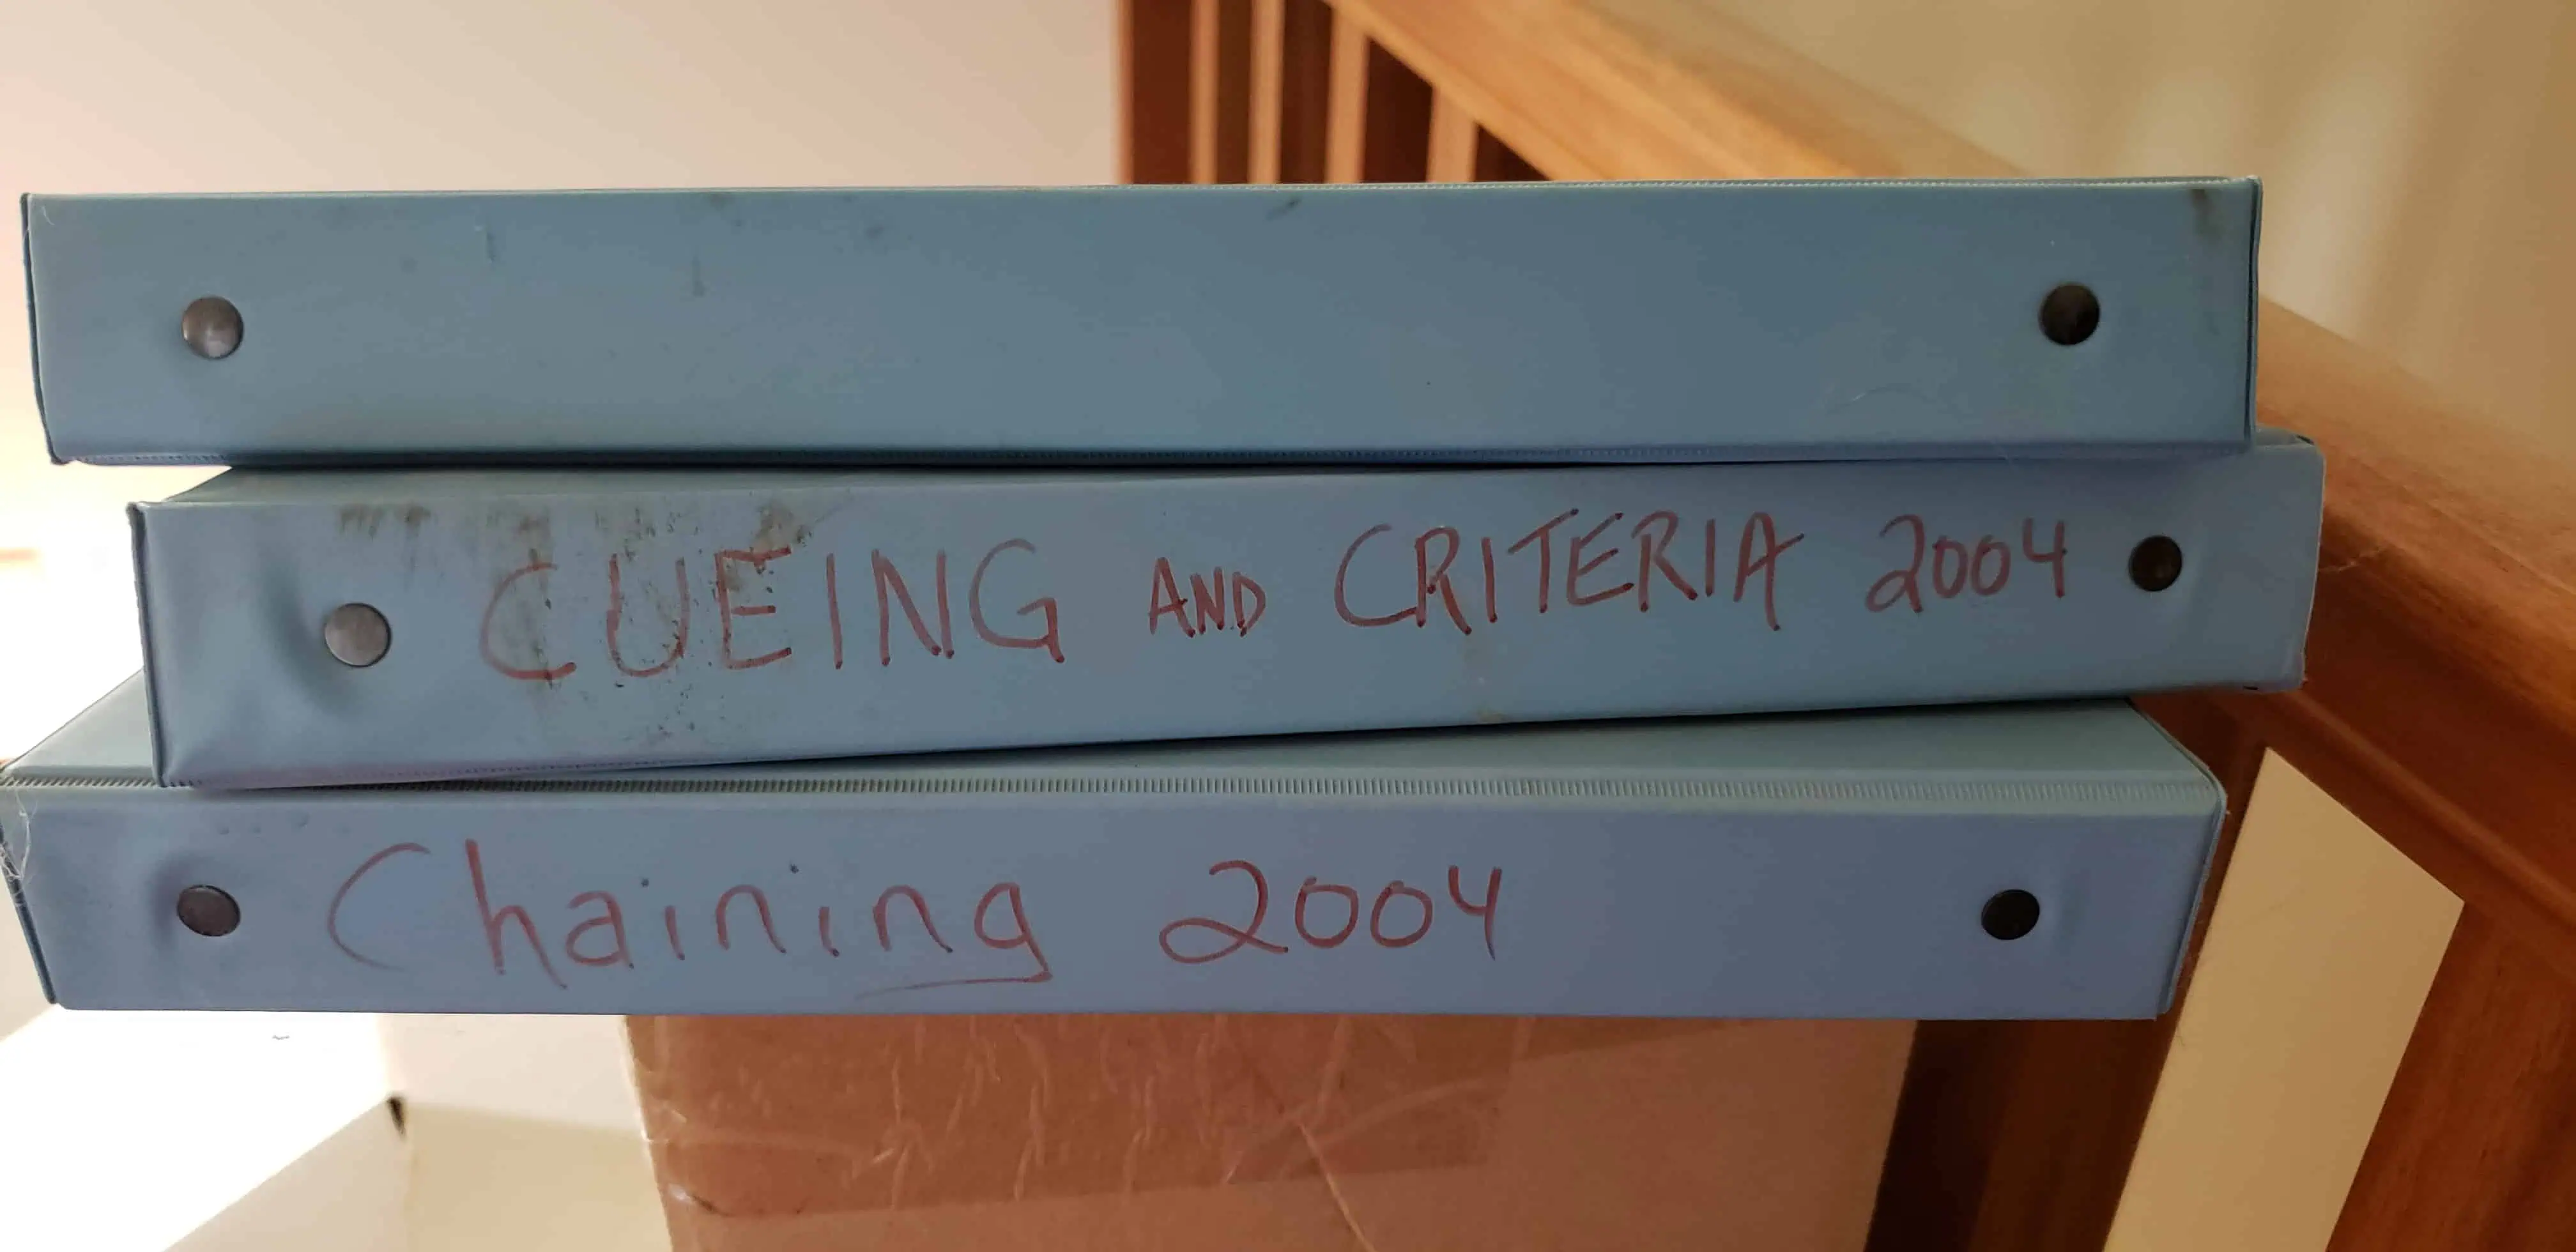 CUEING AND CRITERIA 2004
Chaining 2004